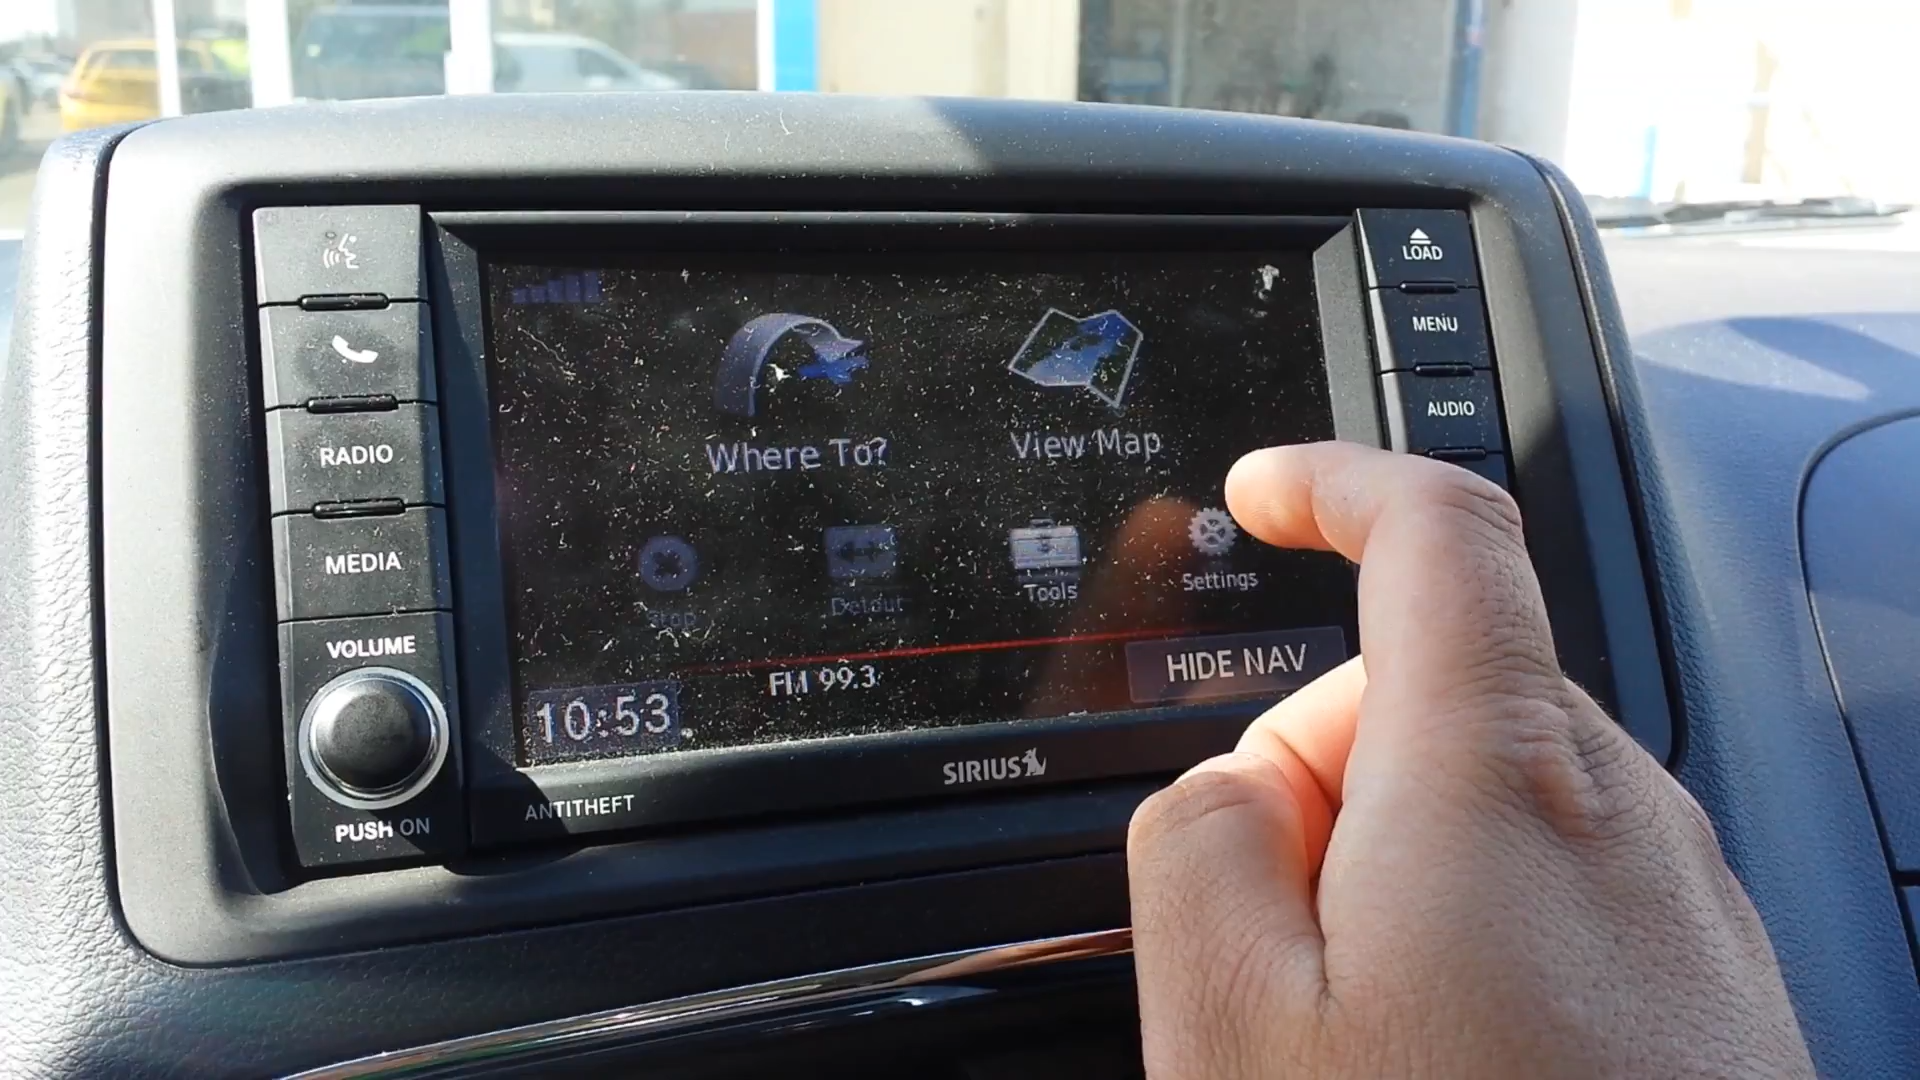 LOAD
MENU
AUDIO
RADIO
MEDIA
VOLUME
PUSH ON
Where To?
View Map
Stop
Detour
Tools
Settings
FM 99.3
HIDE NAV
10:53
SIRIUS
ANTITHEFT